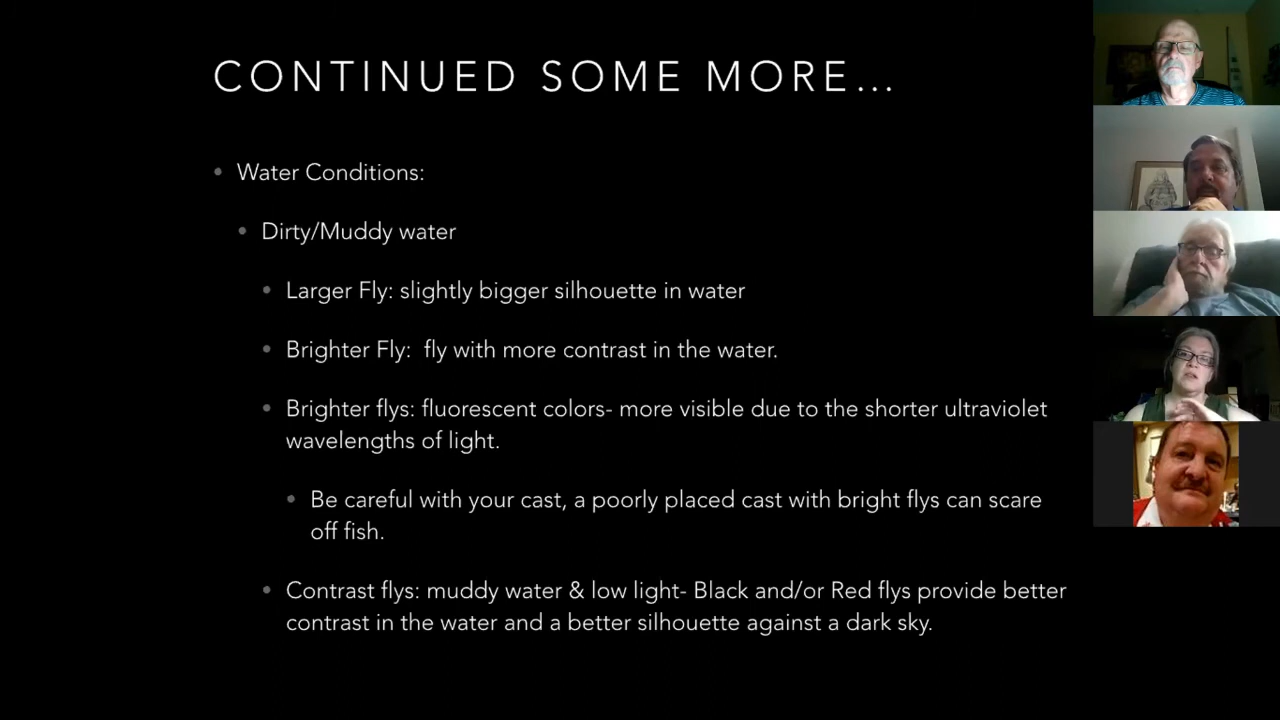 CONTINUED SOME MORE...
• Water Conditions:
• Dirty/Muddy water
• Larger Fly: slightly bigger silhouette in water
• Brighter Fly:  fly with more contrast in the water.
• Brighter flys: fluorescent colors- more visible due to the shorter ultraviolet
wavelengths of light.
• Be careful with your cast, a poorly placed cast with bright flys can scare
off fish.
• Contrast flys: muddy water & low light- Black and/or Red flys provide better
contrast in the water and a better silhouette against a dark sky.